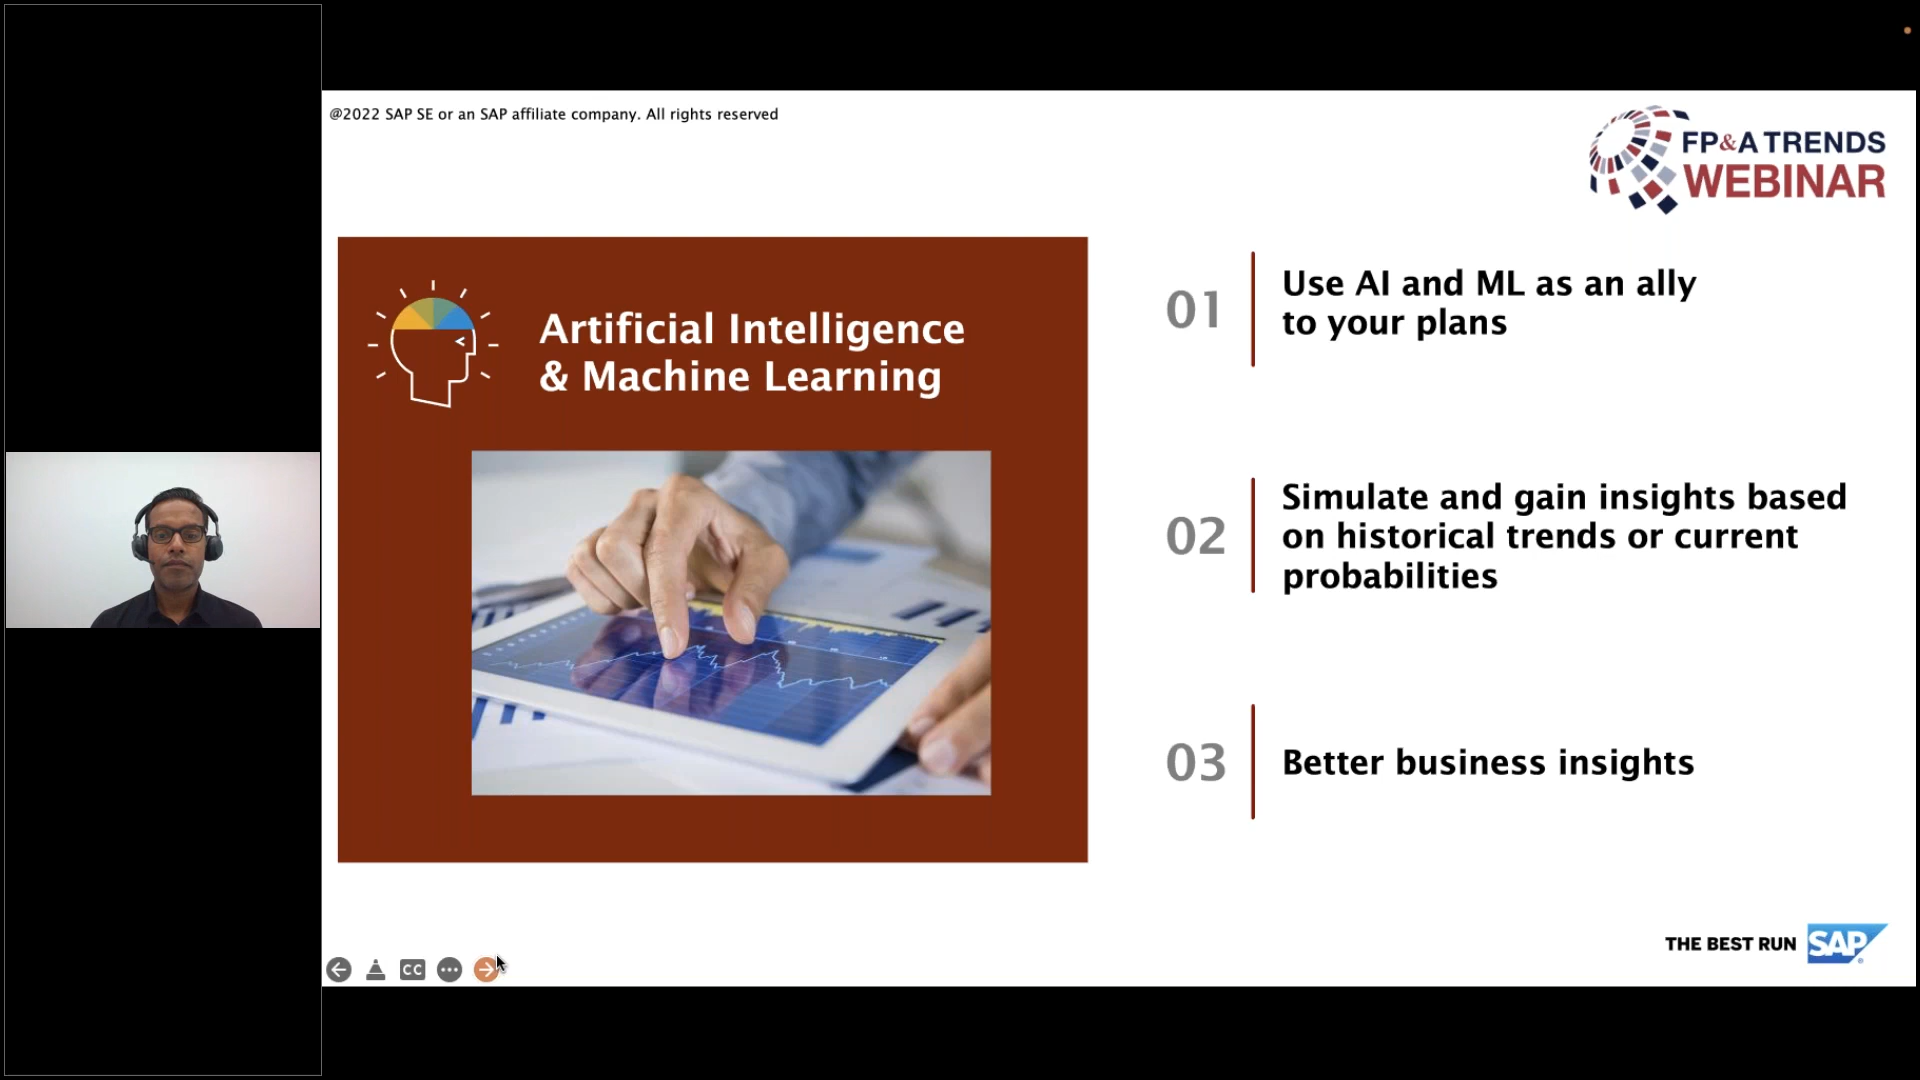 @2022 SAP SE or an SAP affiliate company. All rights reserved
FP&A TRENDS
WEBINAR
Artificial Intelligence
& Machine Learning
01
Use AI and ML as an ally
to your plans
02
Simulate and gain insights based
on historical trends or current
probabilities
03
Better business insights
CC
THE BEST RUN SAP